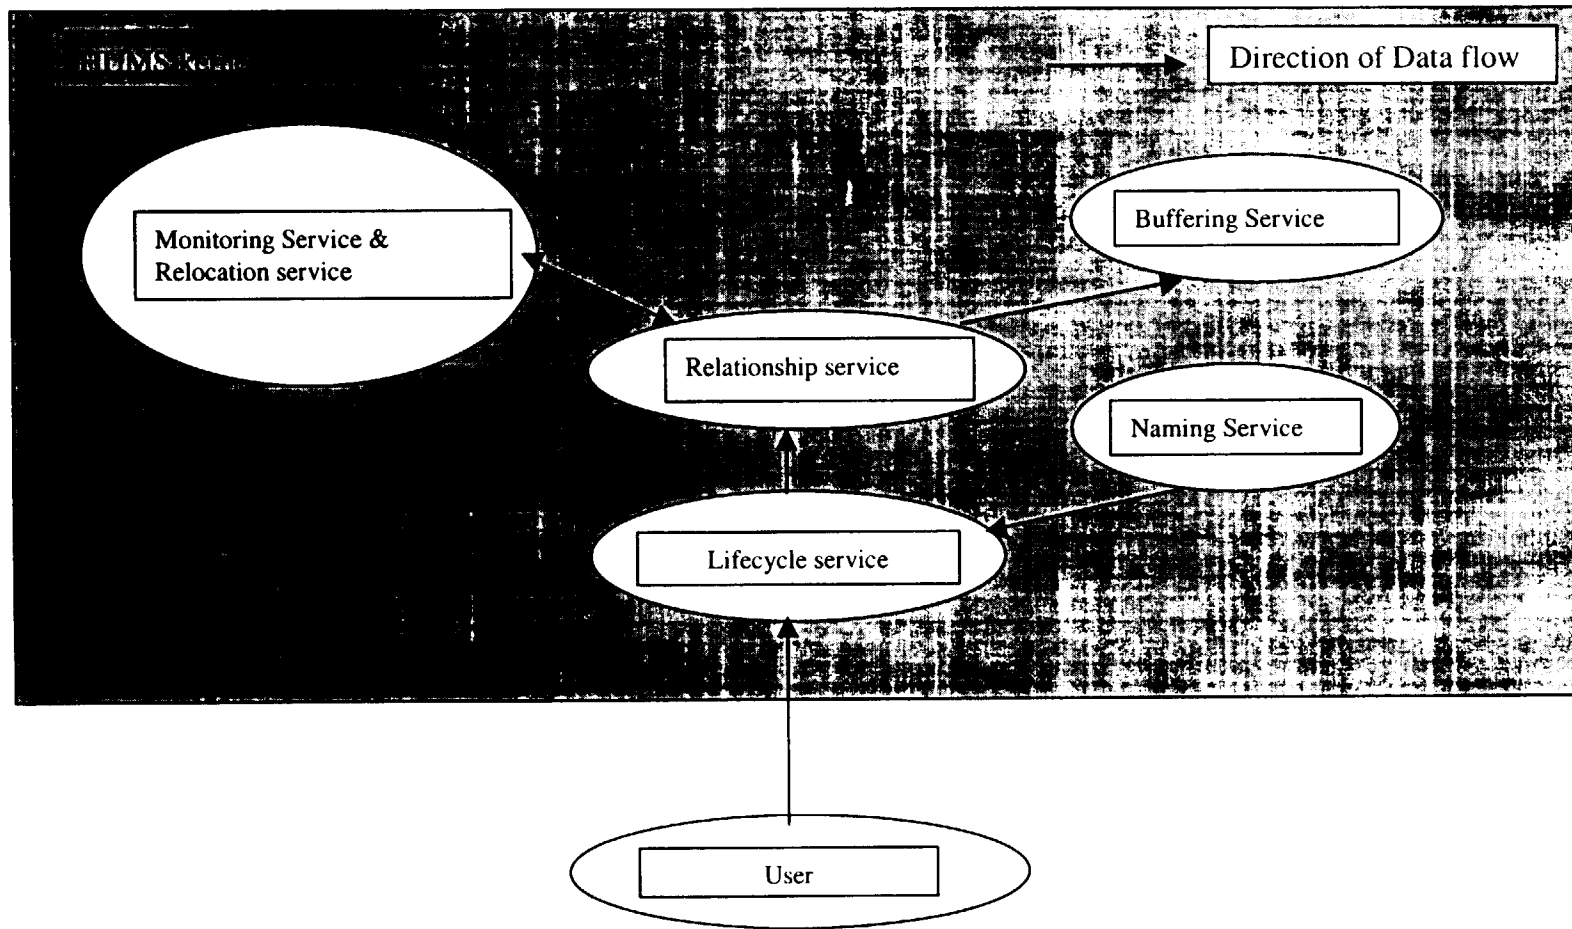 Direction of Data flow
Monitoring Service &
Relocation service
Buffering Service
Relationship service
Naming Service
Lifecycle service
User